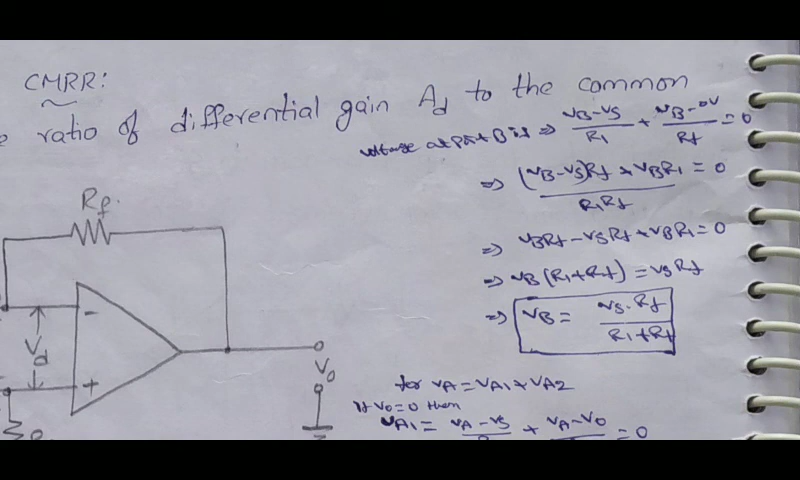 CMRR:
ratio of differential gain Ad to the common
voltage at Point B is => (vB-vS)/R1 + (vB-0V)/Rf = 0
=> ((vB-vS)Rf + vBR1)/(R1Rf) = 0
=> vBRf - vSRf + vBR1 = 0
=> vB(R1+Rf) = vSRf
=> vB = (vS.Rf)/(R1+Rf)
Rf
-
Vd
+
Vo
for vA = vA1 + vA2
If Vo=0 then
vA1 = vA-vS + vA-Vo = 0